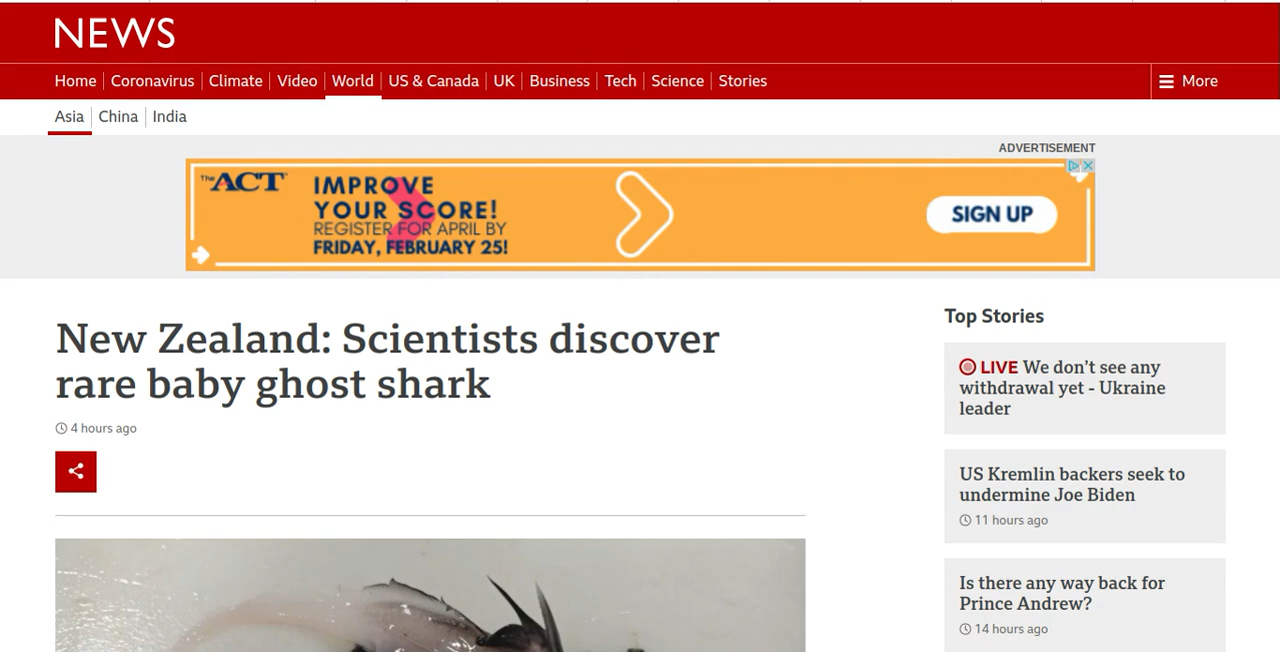 NEWS
Home
Coronavirus
Climate
Video
World
US & Canada
UK
Business
Tech
Science
Stories
More
Asia
China
India
ADVERTISEMENT
The ACT
IMPROVE
YOUR SCORE!
REGISTER FOR APRIL BY
FRIDAY, FEBRUARY 25!
SIGN UP
New Zealand: Scientists discover
rare baby ghost shark
4 hours ago
Top Stories
LIVE We don’t see any
withdrawal yet - Ukraine
leader
US Kremlin backers seek to
undermine Joe Biden
11 hours ago
Is there any way back for
Prince Andrew?
14 hours ago